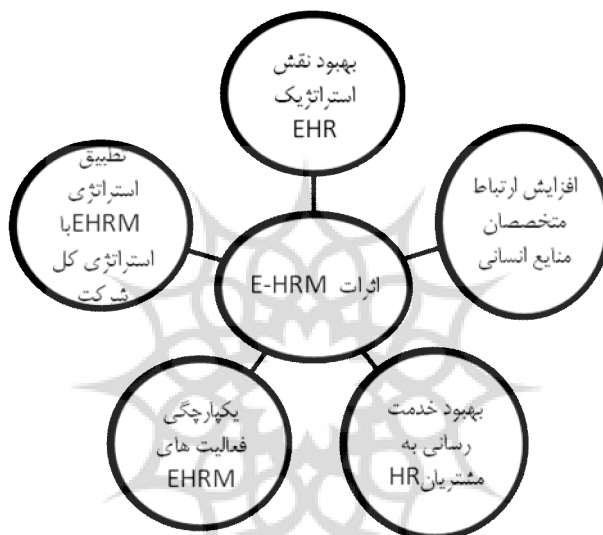 بهبود نقش
استراتژیک
EHR
افزایش ارتباط
متخصصان
منابع انسانی
تطبیق
استراتژی
EHRMبا
استراتژی کل
شرکت
اثرات E-HRM
یکپارچگی
فعالیت های
EHRM
بهبود خدمت
رسانی به
مشتریانHR